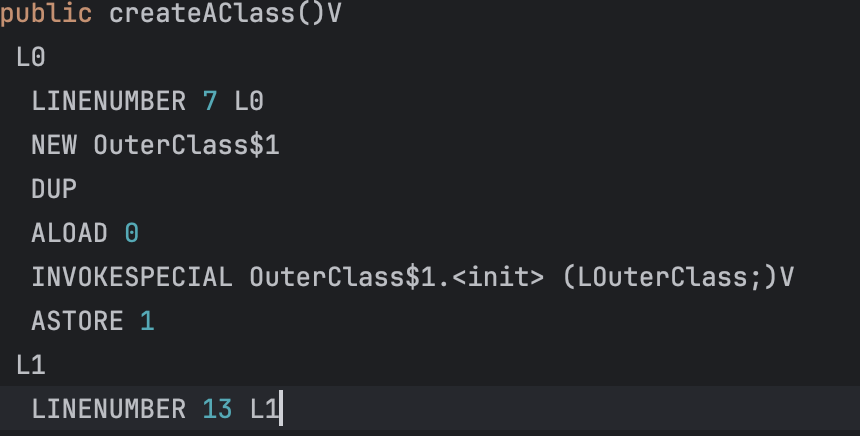 public createAClass()V
L0
LINENUMBER 7 L0
NEW OuterClass$1
DUP
ALOAD 0
INVOKESPECIAL OuterClass$1.<init> (LOuterClass;)V
ASTORE 1
L1
LINENUMBER 13 L1